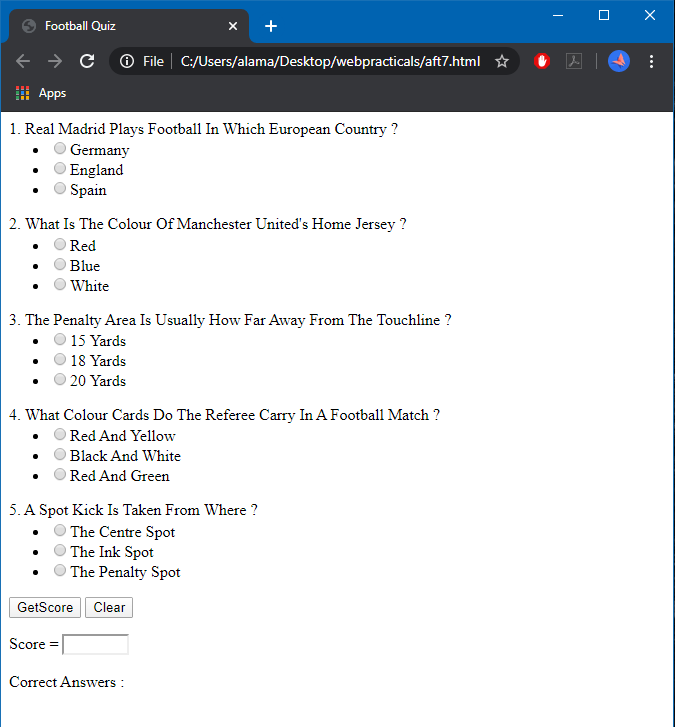 Football Quiz
File | C:/Users/alama/Desktop/webpracticals/aft7.html
Apps
1. Real Madrid Plays Football In Which European Country ?
Germany
England
Spain
2. What Is The Colour Of Manchester United's Home Jersey ?
Red
Blue
White
3. The Penalty Area Is Usually How Far Away From The Touchline ?
15 Yards
18 Yards
20 Yards
4. What Colour Cards Do The Referee Carry In A Football Match ?
Red And Yellow
Black And White
Red And Green
5. A Spot Kick Is Taken From Where ?
The Centre Spot
The Ink Spot
The Penalty Spot
GetScore Clear
Score =
Correct Answers :